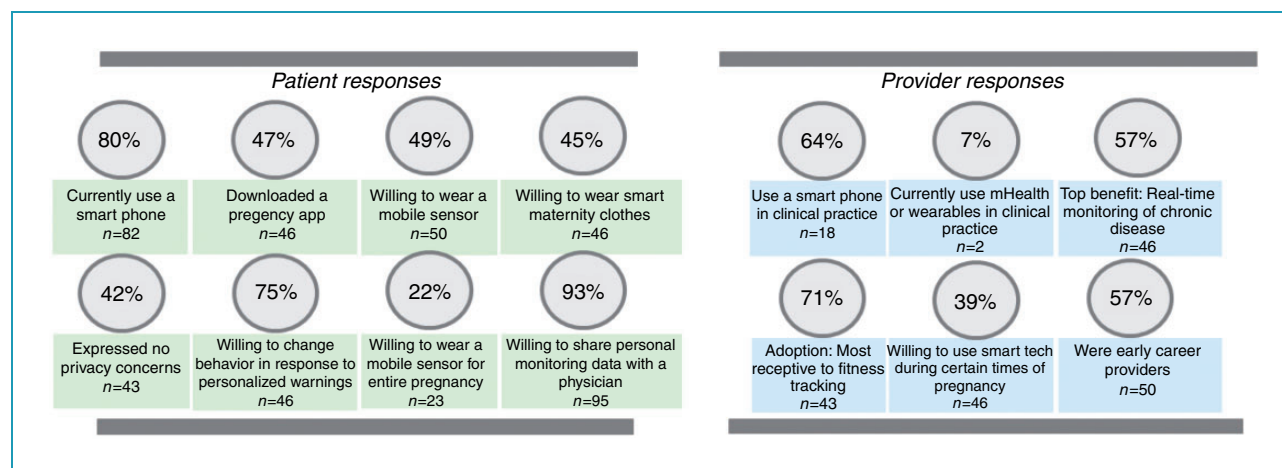 Patient responses
80%
Currently use a
smart phone
n=82
47%
Downloaded a
pregency app
n=46
49%
Willing to wear a
mobile sensor
n=50
45%
Willing to wear smart
maternity clothes
n=46
42%
Expressed no
privacy concerns
n=43
75%
Willing to change
behavior in response to
personalized warnings
n=46
22%
Willing to wear a
mobile sensor for
entire pregnancy
n=23
93%
Willing to share personal
monitoring data with a
physician
n=95
Provider responses
64%
Use a smart phone
in clinical practice
n=18
7%
Currently use mHealth
or wearables in clinical
practice
n=2
57%
Top benefit: Real-time
monitoring of chronic
disease
n=46
71%
Adoption: Most
receptive to fitness
tracking
n=43
39%
Willing to use smart tech
during certain times of
pregnancy
n=46
57%
Were early career
providers
n=50